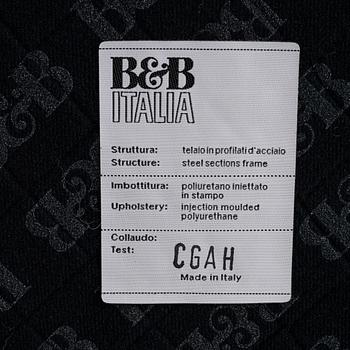 B&B
ITALIA
Struttura: telaio in profilati d'acciaio
Structure: steel sections frame
Imbottitura: poliuretano iniettato
in stampo
Upholstery: injection moulded
polyurethane
Collaudo:
Test: CGAH
Made in Italy